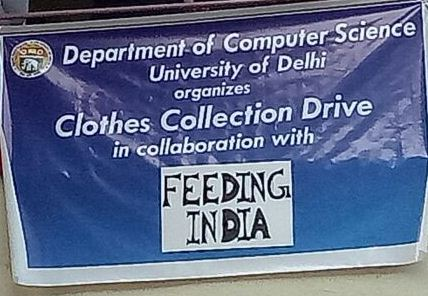 Department of Computer Science
University of Delhi
organizes
Clothes Collection Drive
in collaboration with
FEEDING
INDIA